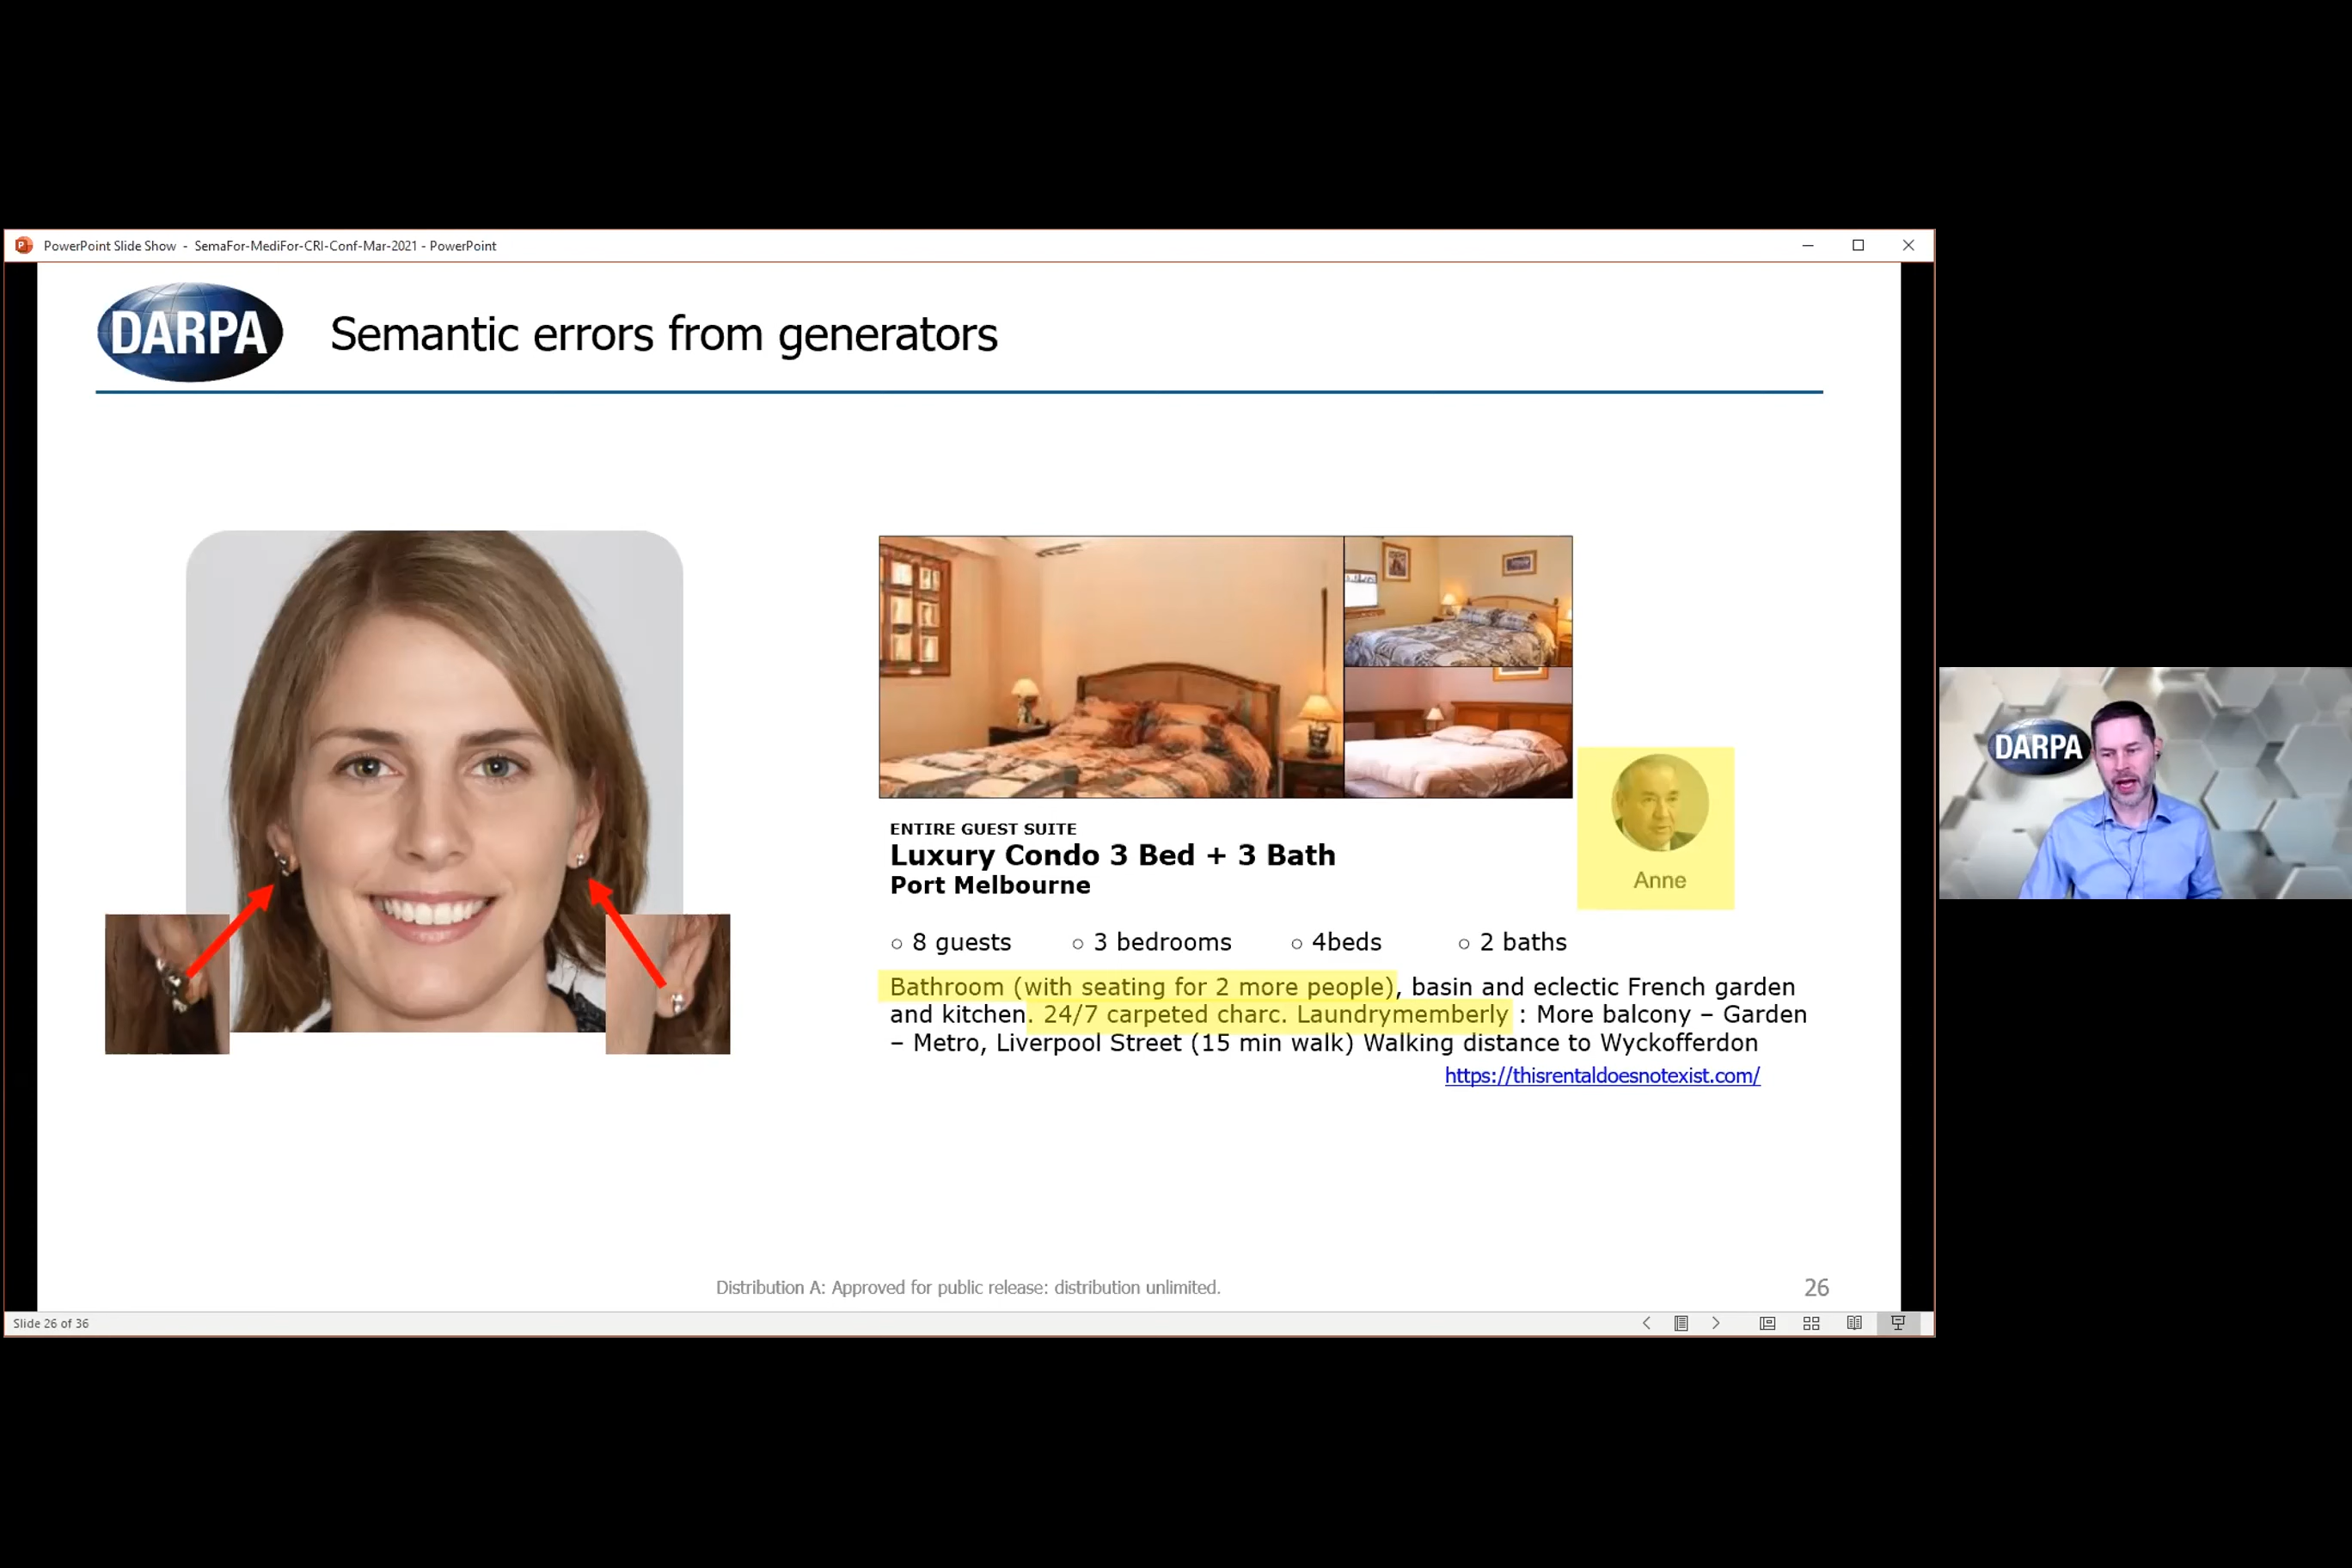 PowerPoint Slide Show - SemaFor-MediFor-CRI-Conf-Mar-2021 - PowerPoint
DARPA
Semantic errors from generators
ENTIRE GUEST SUITE
Luxury Condo 3 Bed + 3 Bath
Port Melbourne
Anne
○ 8 guests ○ 3 bedrooms ○ 4beds ○ 2 baths
Bathroom (with seating for 2 more people), basin and eclectic French garden
and kitchen. 24/7 carpeted charc. Laundrymemberly : More balcony – Garden
– Metro, Liverpool Street (15 min walk) Walking distance to Wyckofferdon
https://thisrentaldoesnotexist.com/
Distribution A: Approved for public release: distribution unlimited.
26
Slide 26 of 36
DARPA